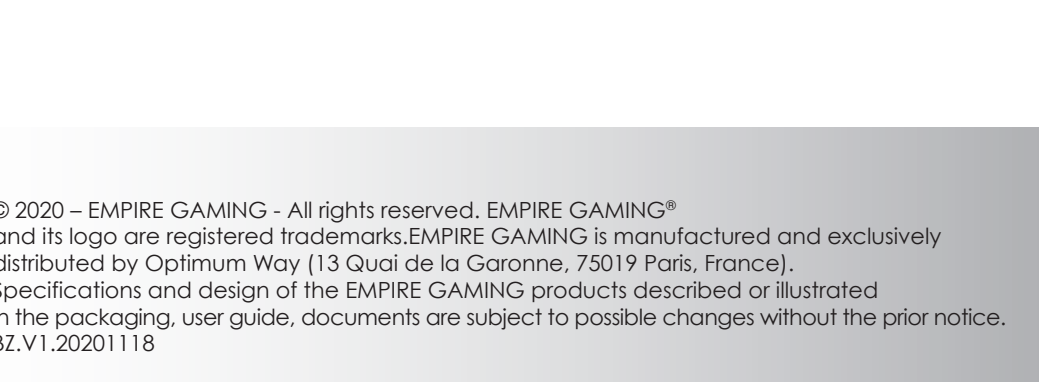 © 2020 – EMPIRE GAMING - All rights reserved. EMPIRE GAMING®
and its logo are registered trademarks.EMPIRE GAMING is manufactured and exclusively
distributed by Optimum Way (13 Quai de la Garonne, 75019 Paris, France).
Specifications and design of the EMPIRE GAMING products described or illustrated
in the packaging, user guide, documents are subject to possible changes without the prior notice.
BZ.V1.20201118